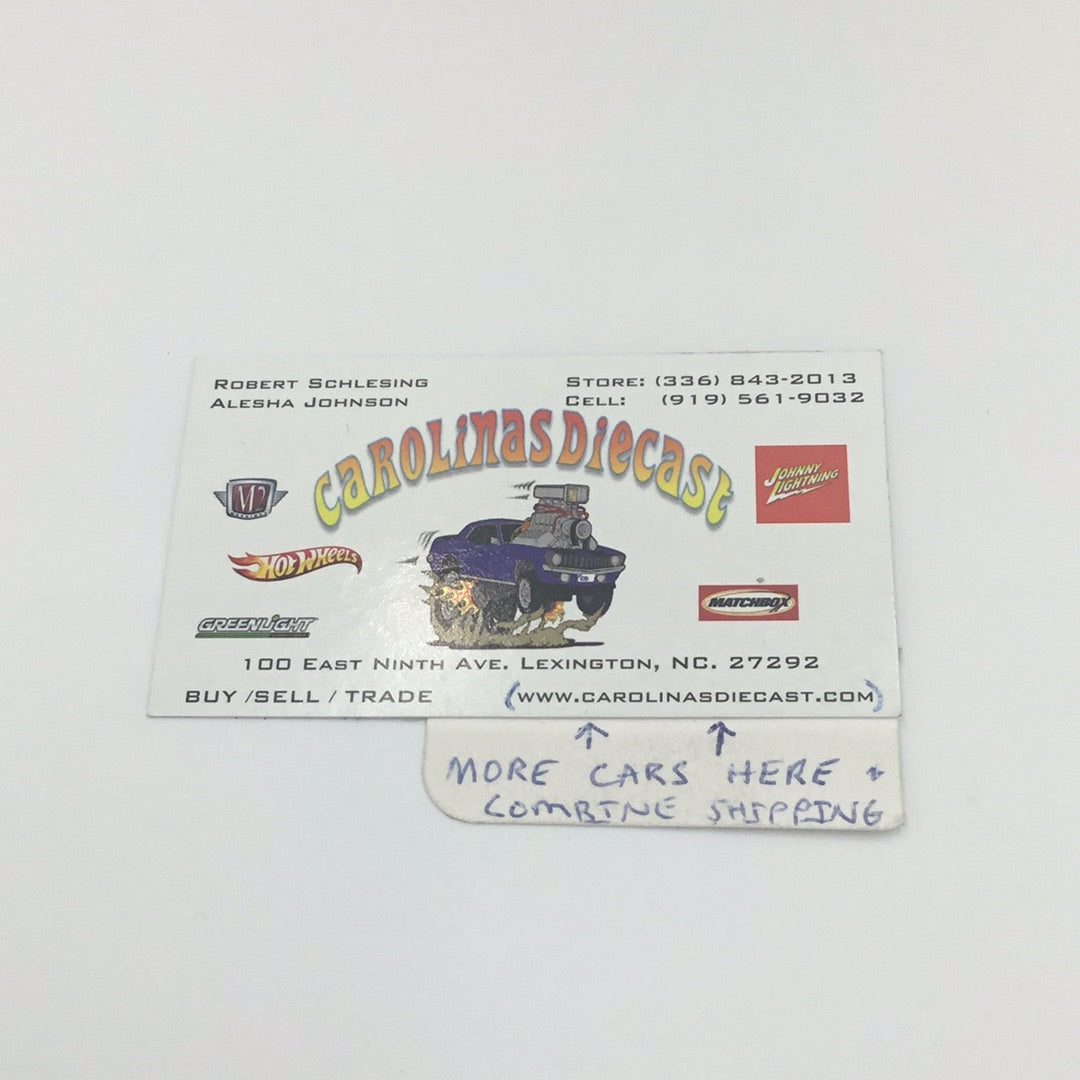 ROBERT SCHLESING
ALESHA JOHNSON
STORE: (336) 843-2013
CELL: (919) 561-9032
CAROLINAS DIECAST
M2
JOHNNY LIGHTNING
HOT WHEELS
MATCHBOX
GREENLIGHT
100 EAST NINTH AVE. LEXINGTON, NC. 27292
BUY /SELL / TRADE
(WWW.CAROLINASDIECAST.COM)
MORE CARS HERE +
COMBINE SHIPPING